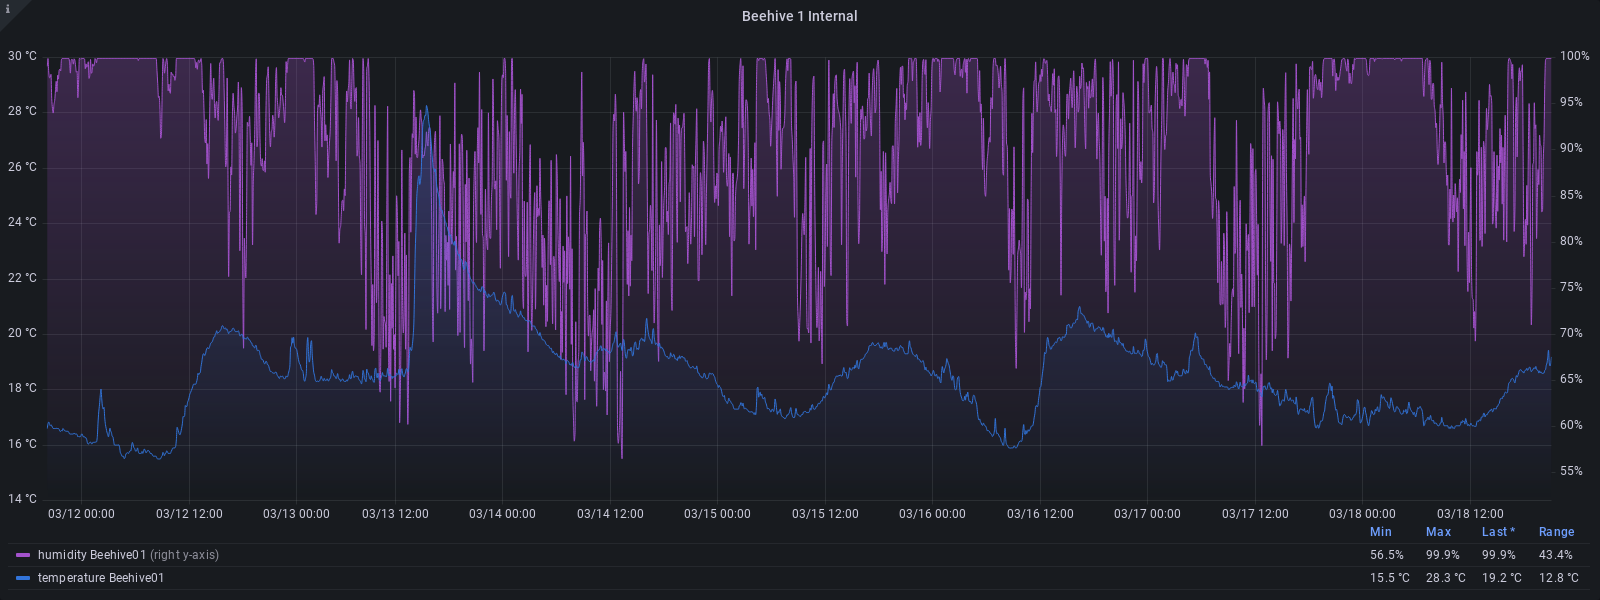 i
Beehive 1 Internal
30 °C 100%
28 °C 95%
26 °C 90%
24 °C 85%
22 °C 80%
20 °C 75%
18 °C 70%
16 °C 65%
14 °C 60%
55%
03/12 00:00 03/12 12:00 03/13 00:00 03/13 12:00 03/14 00:00 03/14 12:00 03/15 00:00 03/15 12:00 03/16 00:00 03/16 12:00 03/17 00:00 03/17 12:00 03/18 00:00 03/18 12:00
Min Max Last * Range
humidity Beehive01 (right y-axis) 56.5% 99.9% 99.9% 43.4%
temperature Beehive01 15.5 °C 28.3 °C 19.2 °C 12.8 °C